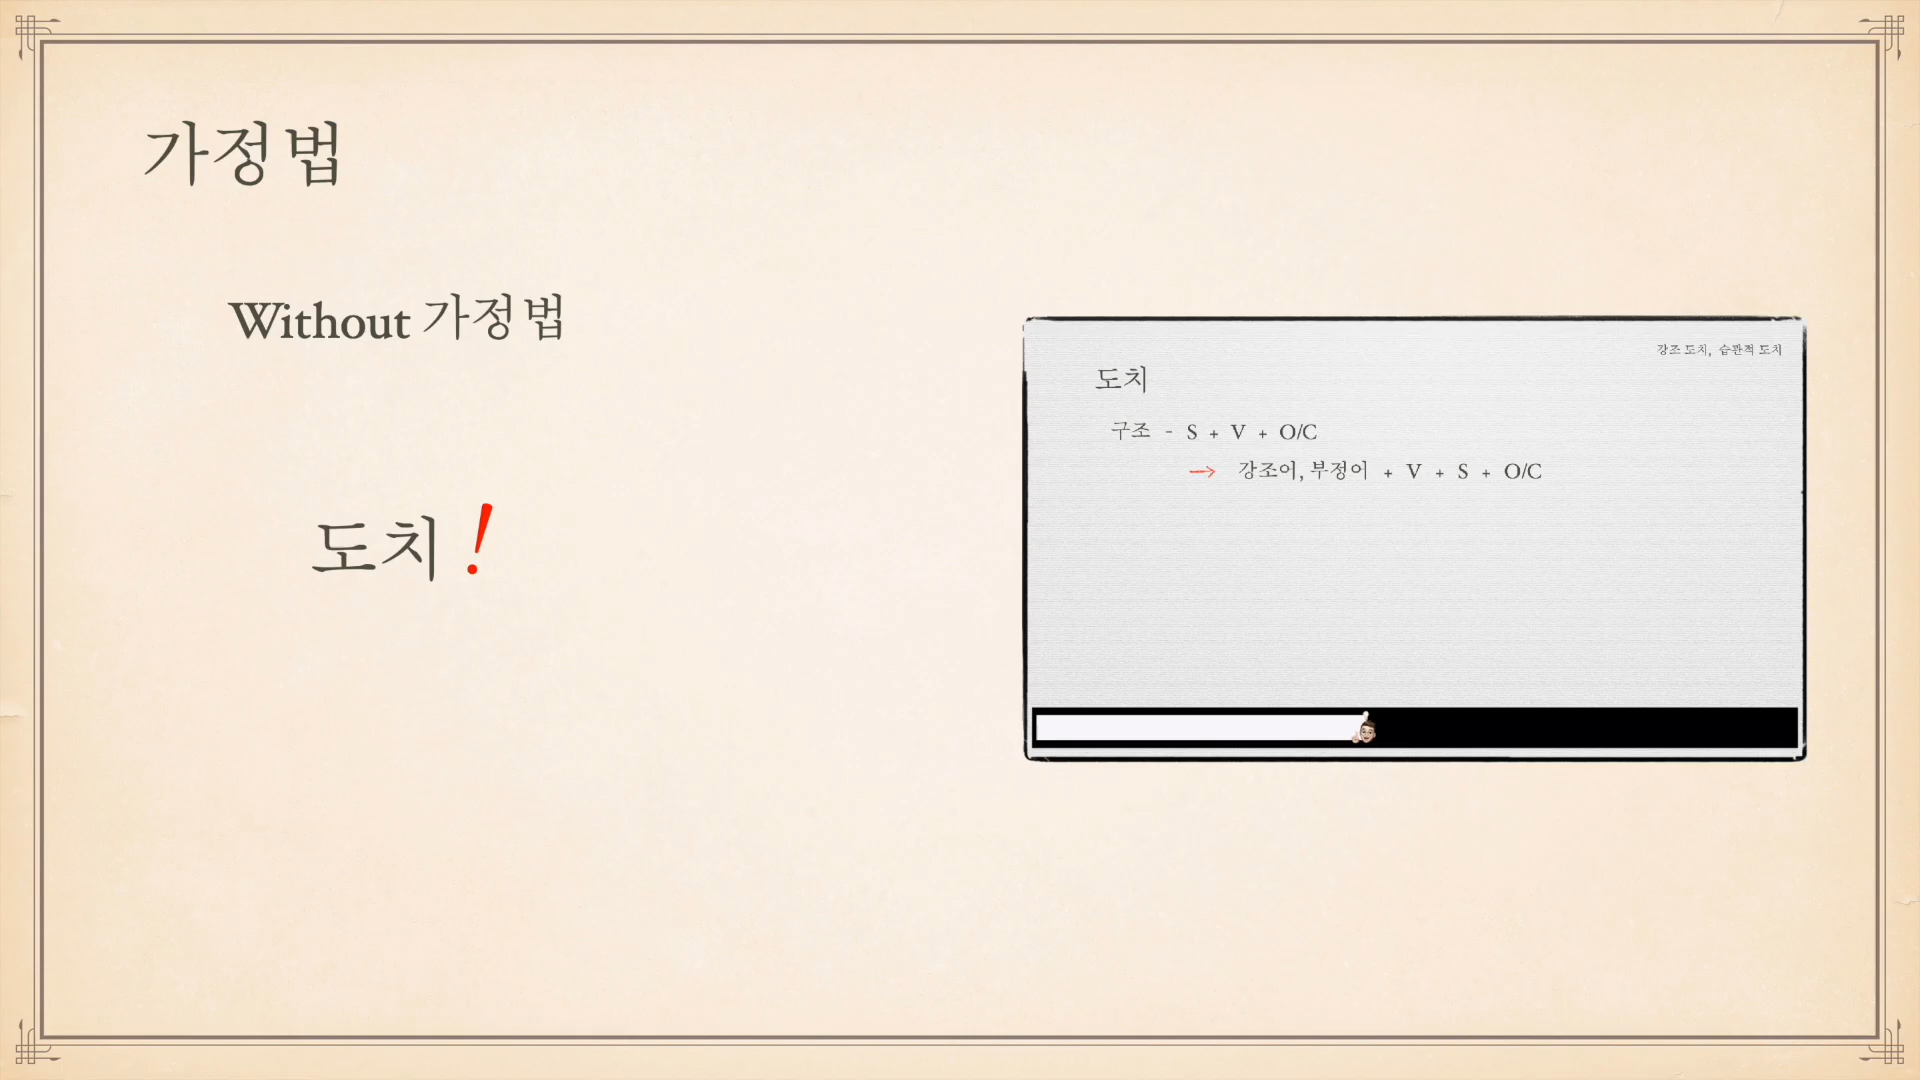 가정법
Without 가정법
도치!
강조 도치, 습관적 도치
도치
구조 - S + V + O/C
→ 강조어, 부정어 + V + S + O/C